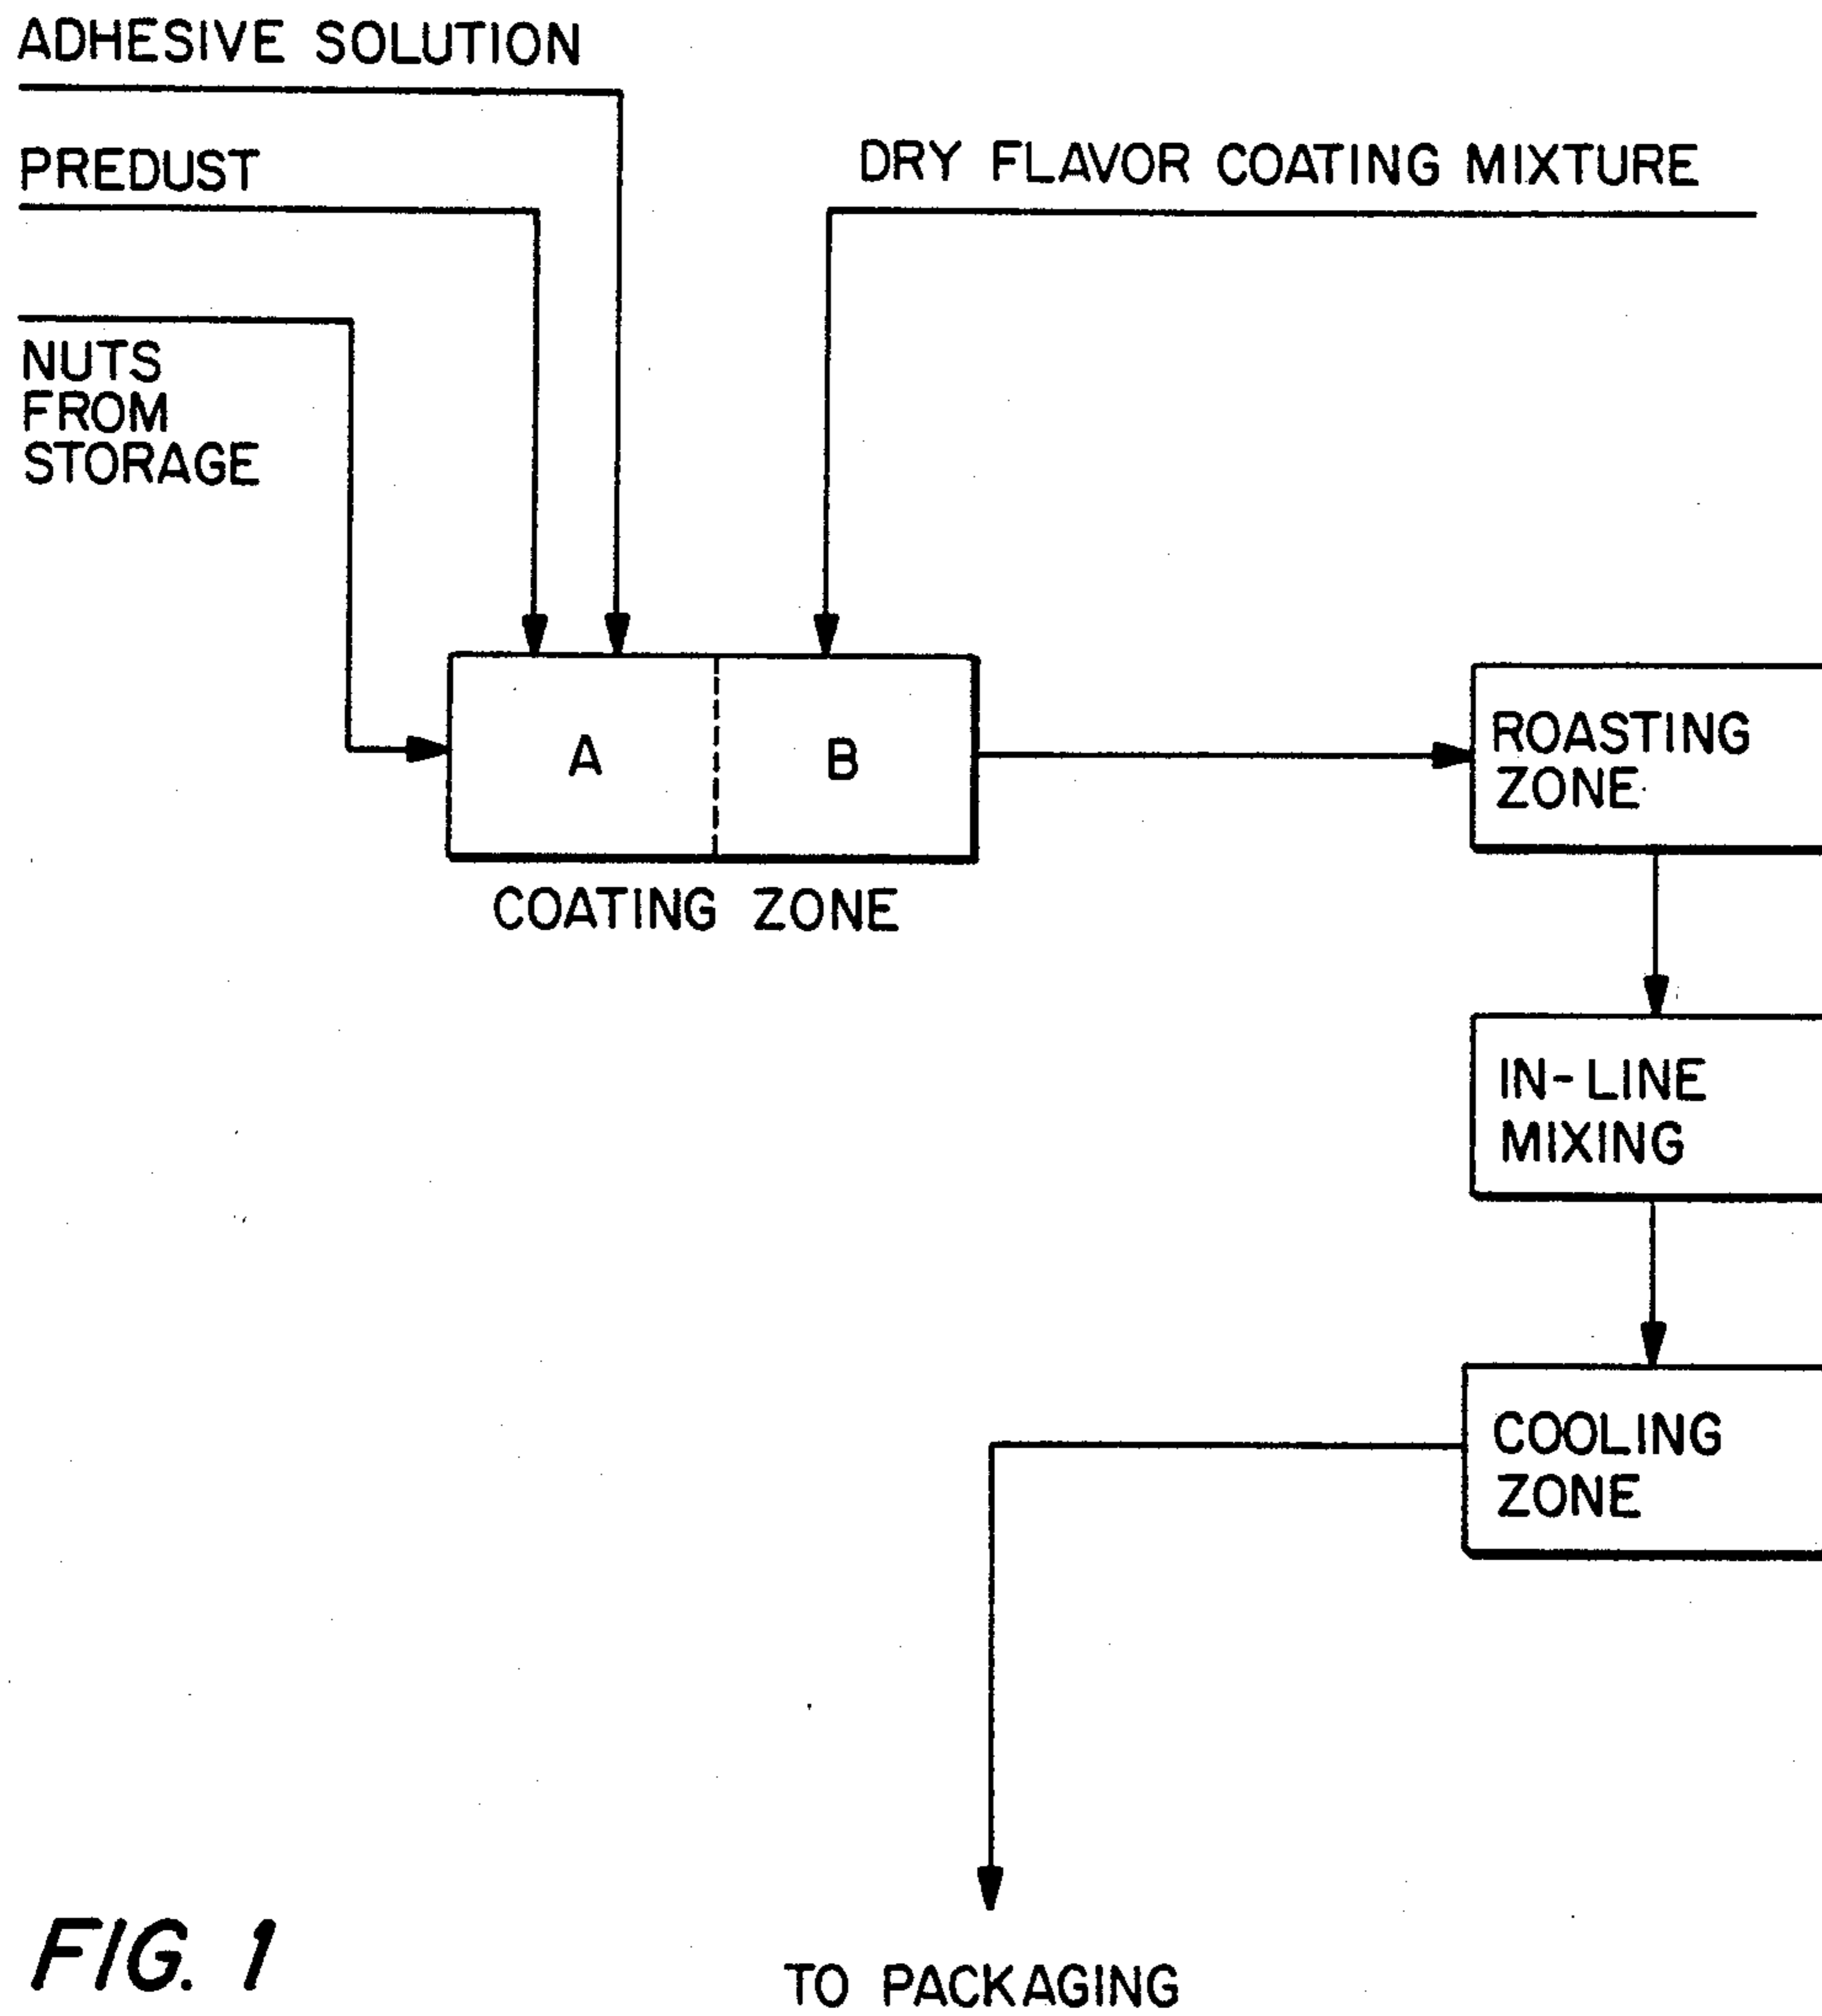 ADHESIVE SOLUTION
PREDUST
DRY FLAVOR COATING MIXTURE
NUTS
FROM
STORAGE
A
B
COATING ZONE
ROASTING
ZONE
IN-LINE
MIXING
COOLING
ZONE
TO PACKAGING
FIG. 1